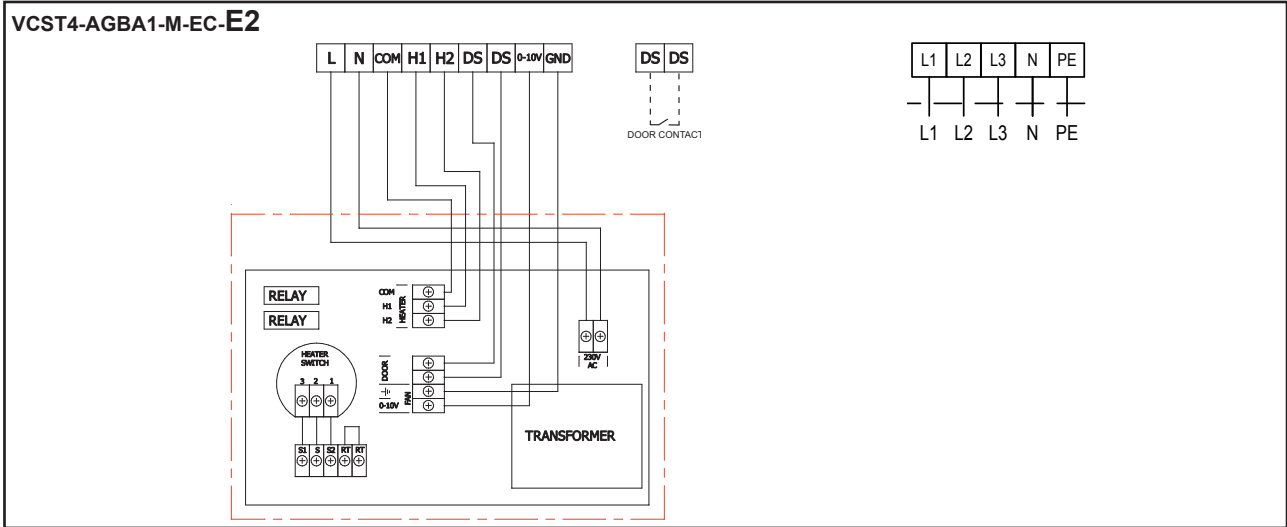 VCST4-AGBA1-M-EC-E2
L N COM H1 H2 DS DS 0-10V GND
DS DS
DOOR CONTACT
L1 L2 L3 N PE
L1 L2 L3 N PE
RELAY
RELAY
COM
H1
H2
HEATER
HEATER
SWITCH
3 2 1
DOOR
FAN
0-10V
230V
AC
S1 S S2 RT RT
TRANSFORMER